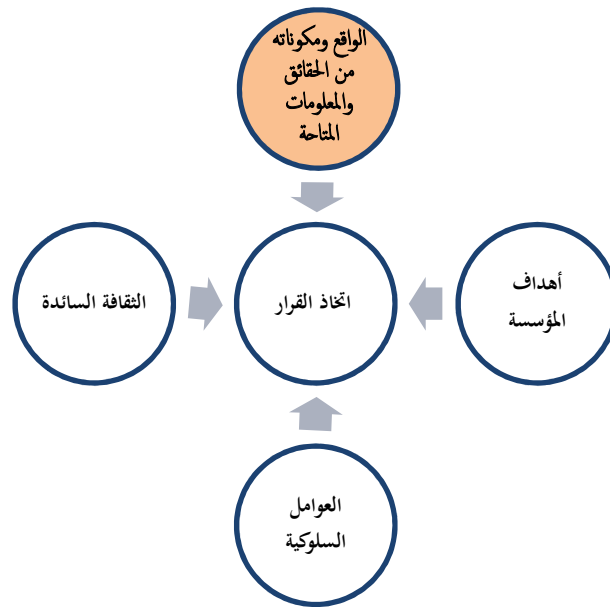 الواقع ومكوناته
من الحقائق
والمعلومات
المتاحة
أهداف
المؤسسة
اتخاذ القرار
الثقافة السائدة
العوامل
السلوكية